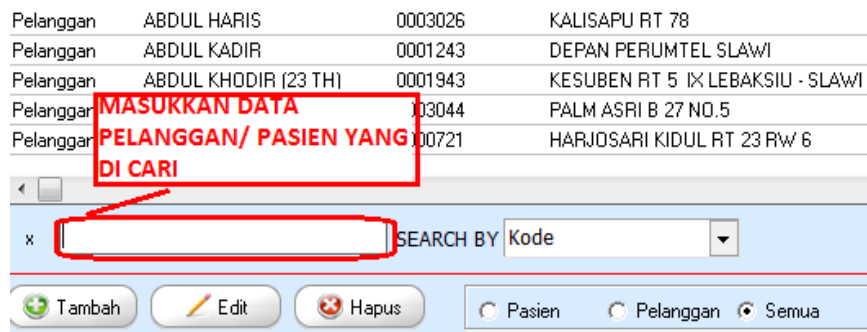 Pelanggan ABDUL HARIS 0003026 KALISAPU RT 78
Pelanggan ABDUL KADIR 0001243 DEPAN PERUMTEL SLAWI
Pelanggan ABDUL KHODIR (23 TH) 0001943 KESUBEN RT 5 IX LEBAKSIU - SLAWI
Pelanggan 03044 PALM ASRI B 27 NO.5
Pelanggan 00721 HARJOSARI KIDUL RT 23 RW 6
MASUKKAN DATA
PELANGGAN/ PASIEN YANG
DI CARI
x SEARCH BY Kode
Tambah Edit Hapus Pasien Pelanggan Semua